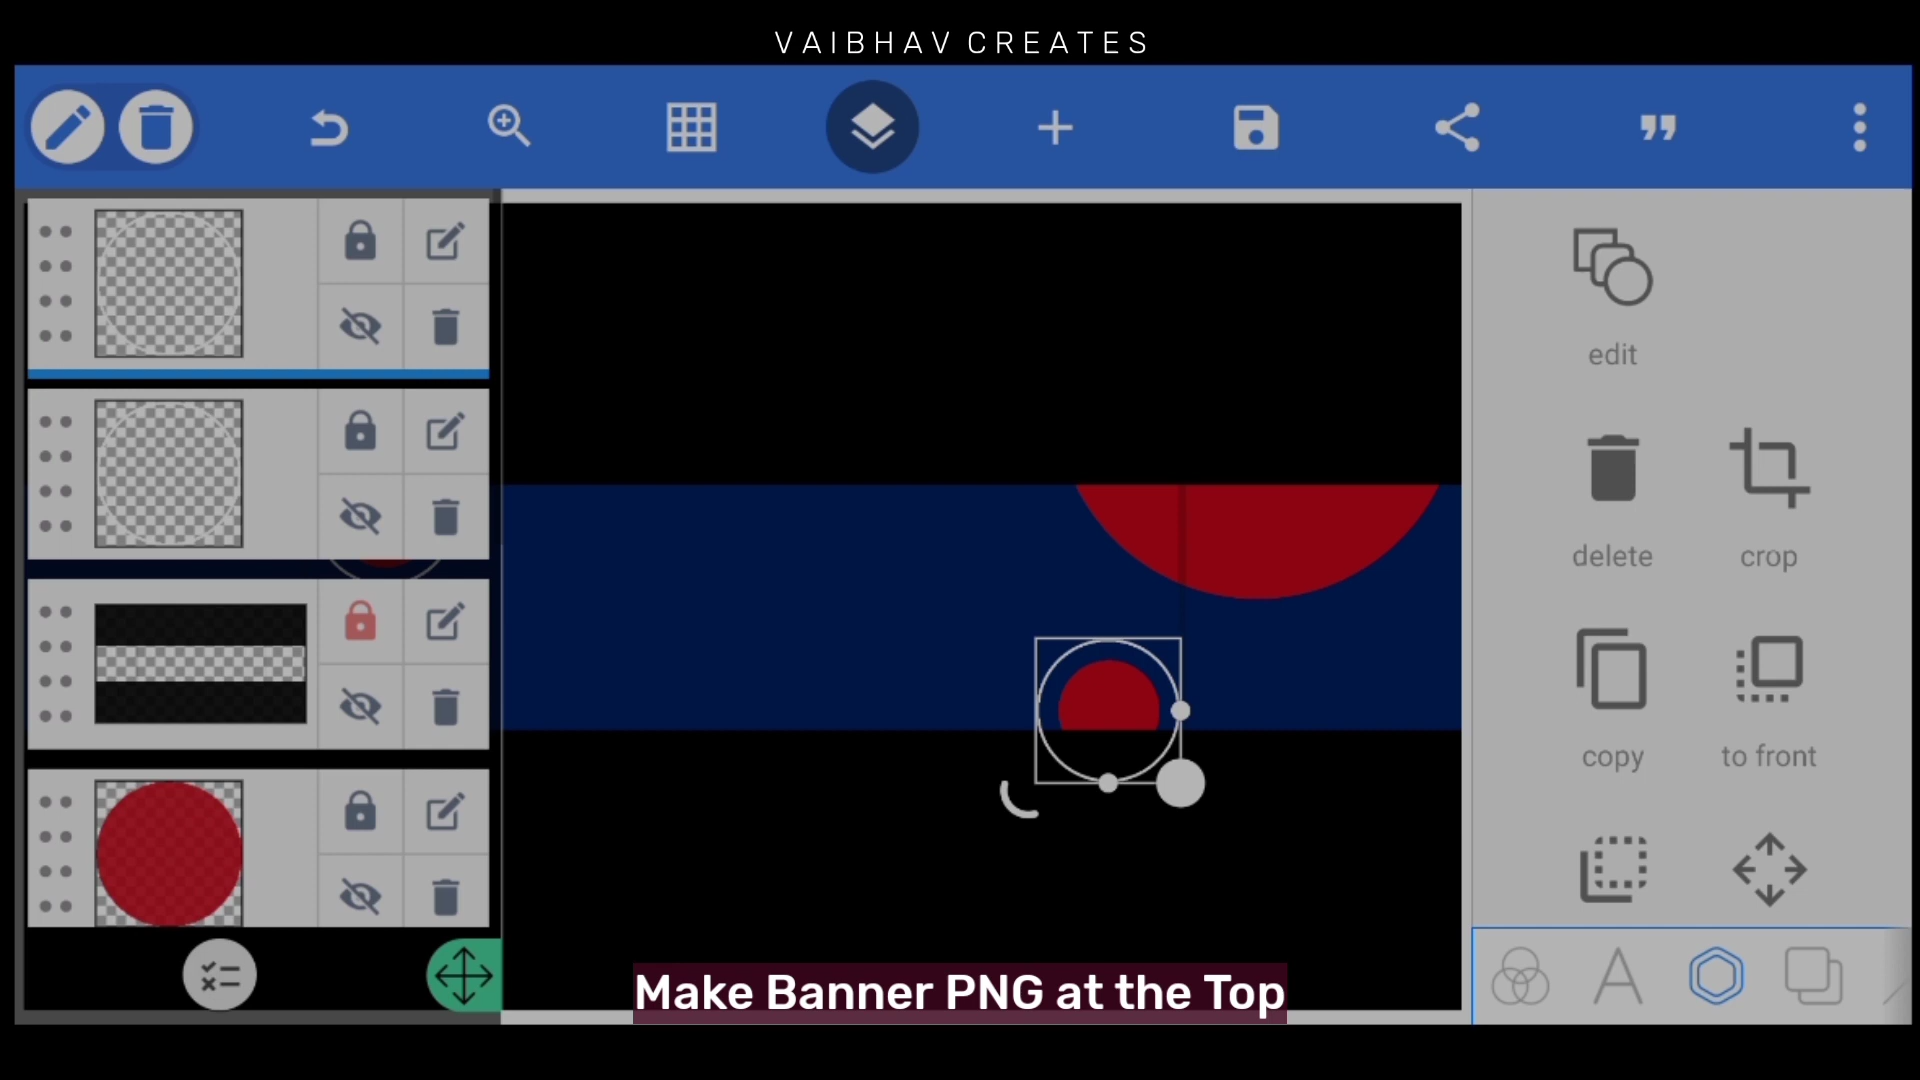 VAIBHAV CREATES
edit
delete
crop
copy
to front
Make Banner PNG at the Top